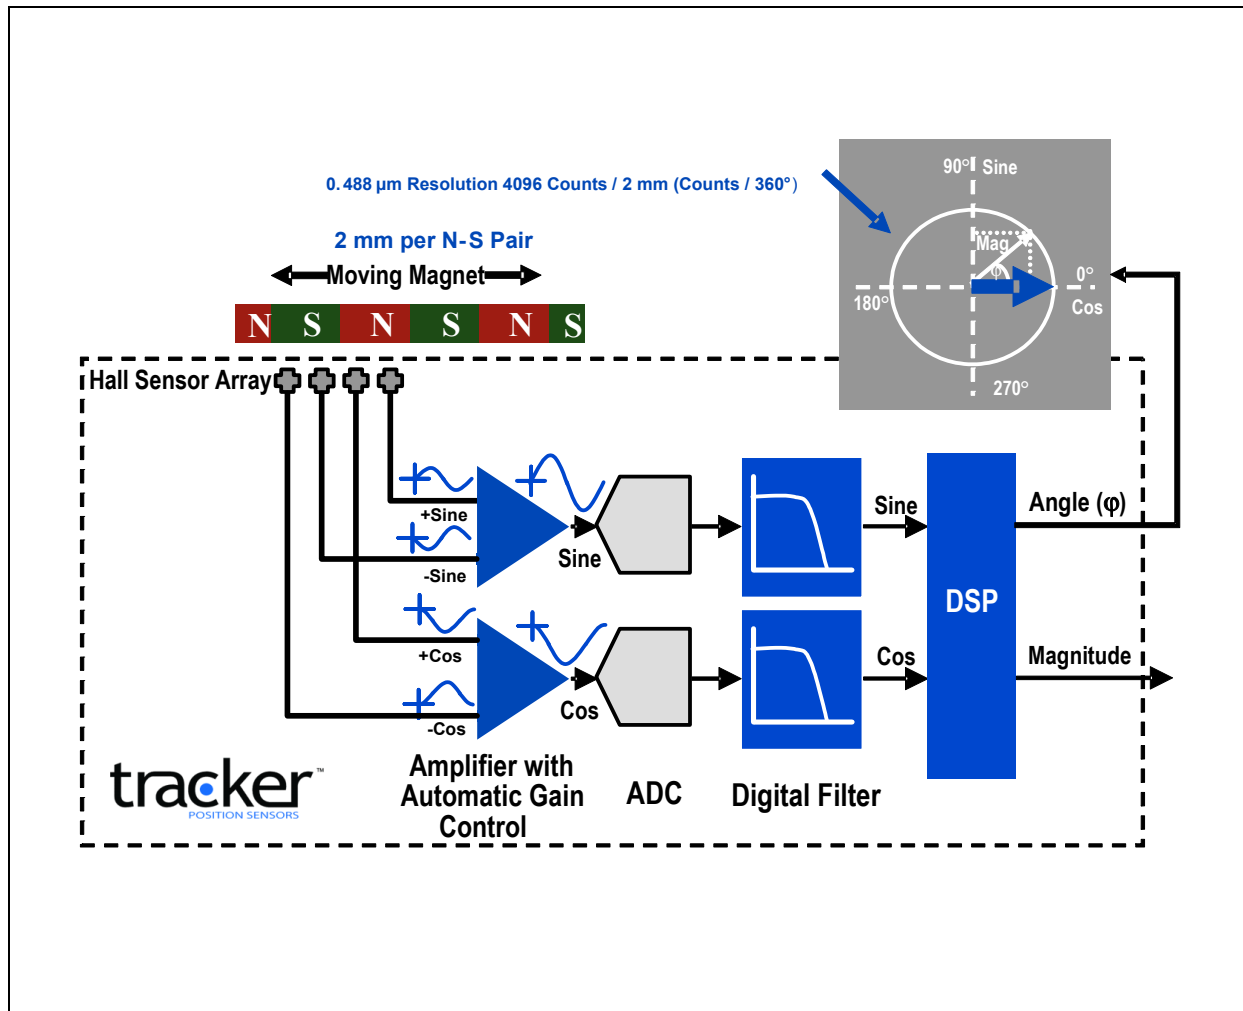 0.488 µm Resolution 4096 Counts / 2 mm (Counts / 360°)
2 mm per N-S Pair
Moving Magnet
N S N S N S
90° Sine
Mag
φ
0°
180°
Cos
270°
Hall Sensor Array
+Sine
-Sine
Sine
Sine
Angle (φ)
DSP
+Cos
-Cos
Cos
Cos
Magnitude
Amplifier with
Automatic Gain
Control
ADC
Digital Filter
tracker™
POSITION SENSORS